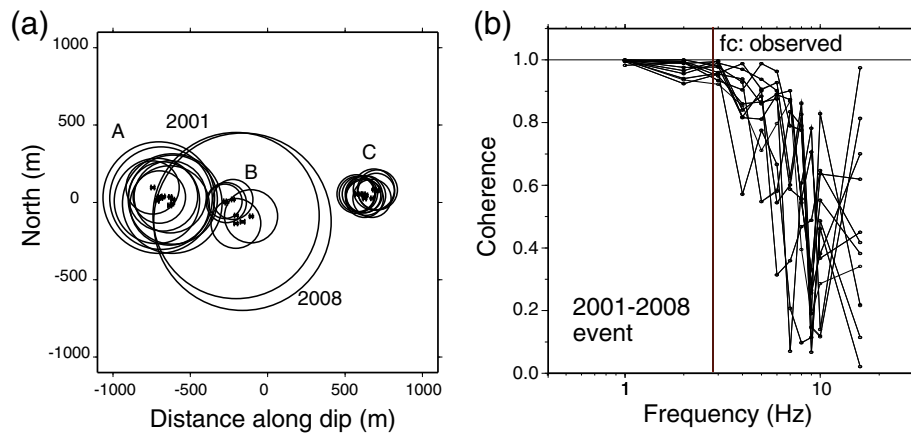 (a)
1000
500
0
-500
-1000
North (m)
A
2001
B
C
2008
-1000 -500 0 500 1000
Distance along dip (m)
(b)
fc: observed
1.0
0.8
0.6
0.4
0.2
0.0
Coherence
2001-2008
event
1 10
Frequency (Hz)